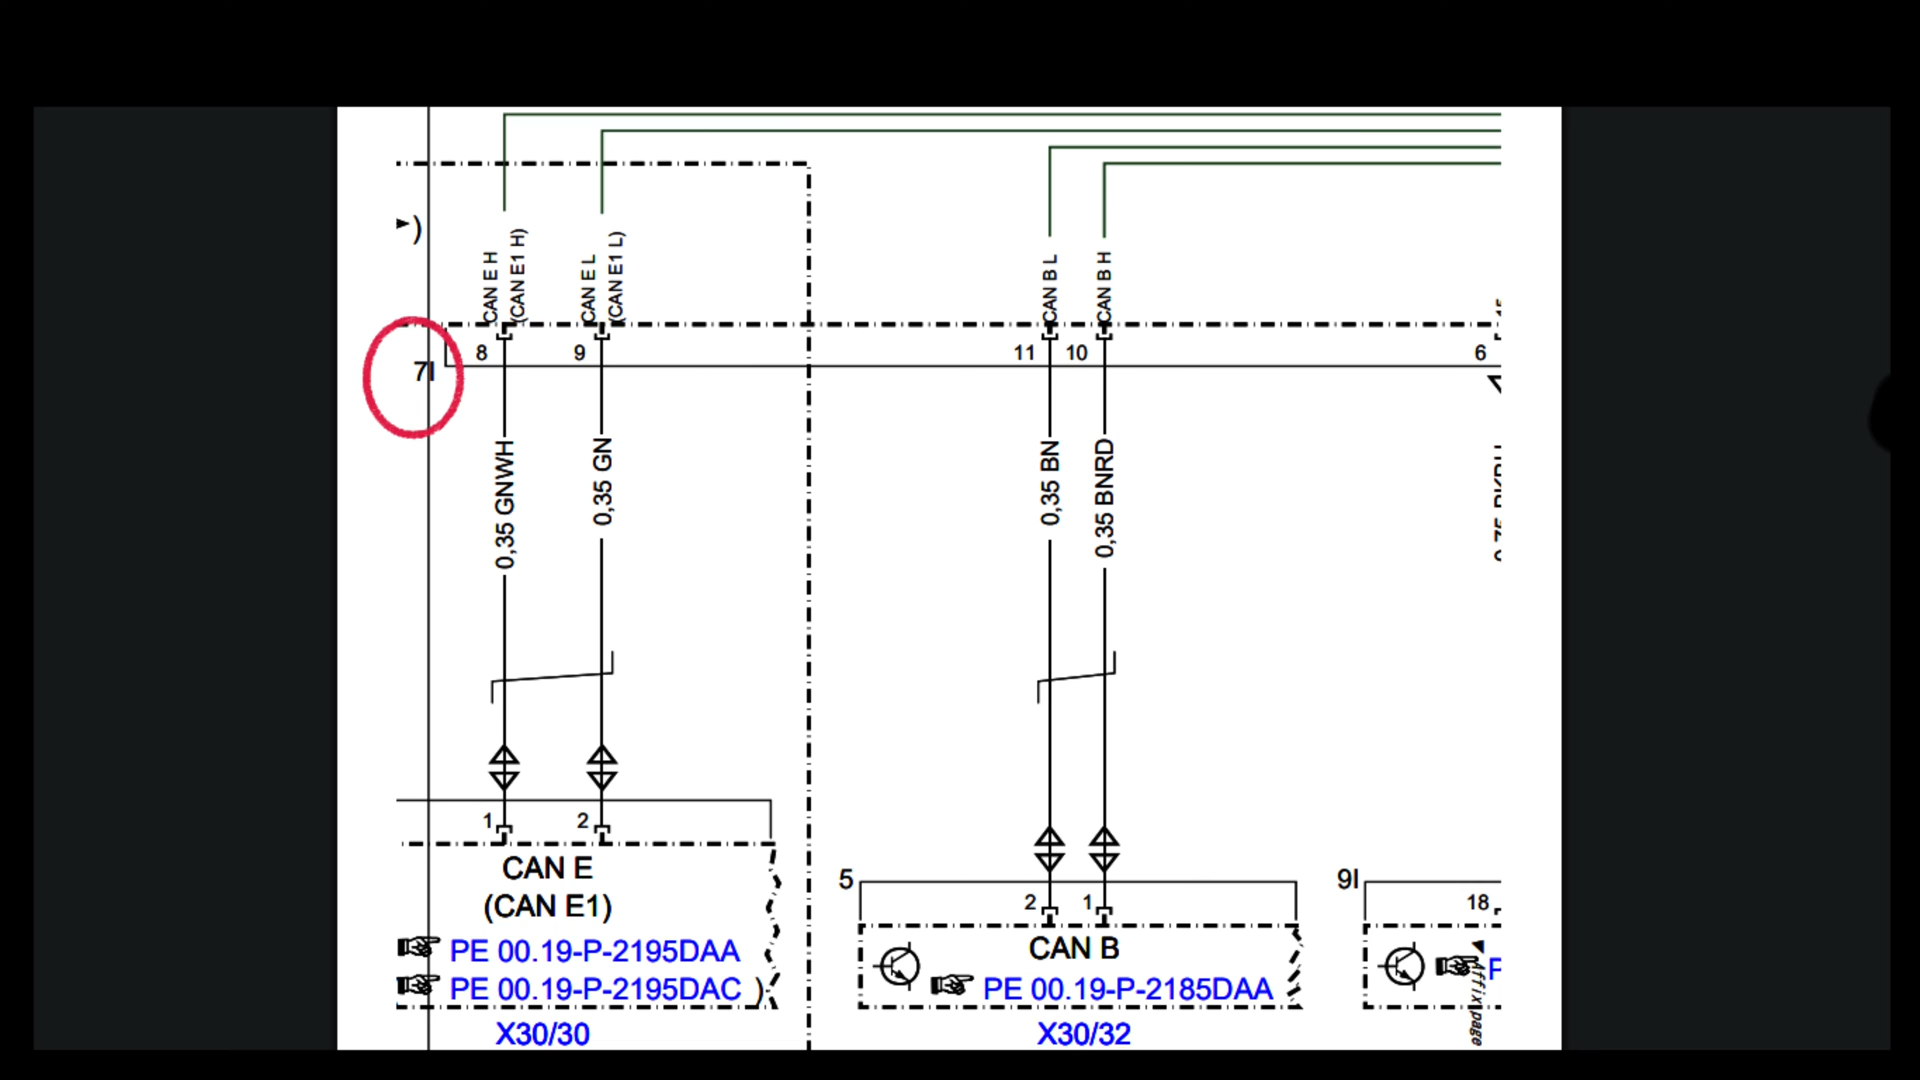 )
CAN E H
(CAN E1 H)
CAN E L
(CAN E1 L)
CAN B L
CAN B H
8
9
11
10
6
7I
0,35 GNWH
0,35 GN
0,35 BN
0,35 BNRD
1
2
CAN E
(CAN E1)
PE 00.19-P-2195DAA
PE 00.19-P-2195DAC )
X30/30
5
2
1
CAN B
PE 00.19-P-2185DAA
X30/32
9I
18
P
Affix page